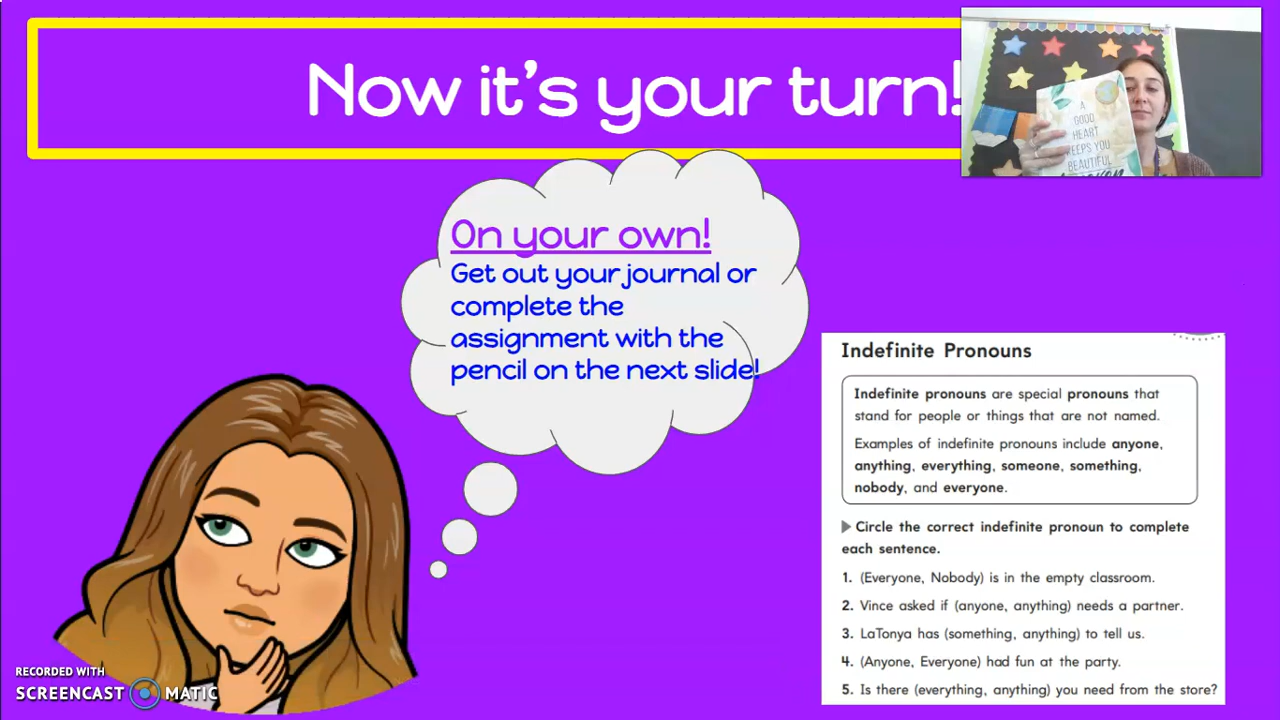 Now it's your turn!
A
GOOD
HEART
KEEPS YOU
BEAUTIFUL
On your own!
Get out your journal or
complete the
assignment with the
pencil on the next slide!
Indefinite Pronouns
Indefinite pronouns are special pronouns that
stand for people or things that are not named.
Examples of indefinite pronouns include anyone,
anything, everything, someone, something,
nobody, and everyone.
Circle the correct indefinite pronoun to complete
each sentence.
1. (Everyone, Nobody) is in the empty classroom.
2. Vince asked if (anyone, anything) needs a partner.
3. LaTonya has (something, anything) to tell us.
4. (Anyone, Everyone) had fun at the party.
5. Is there (everything, anything) you need from the store?
RECORDED WITH
SCREENCAST MATIC